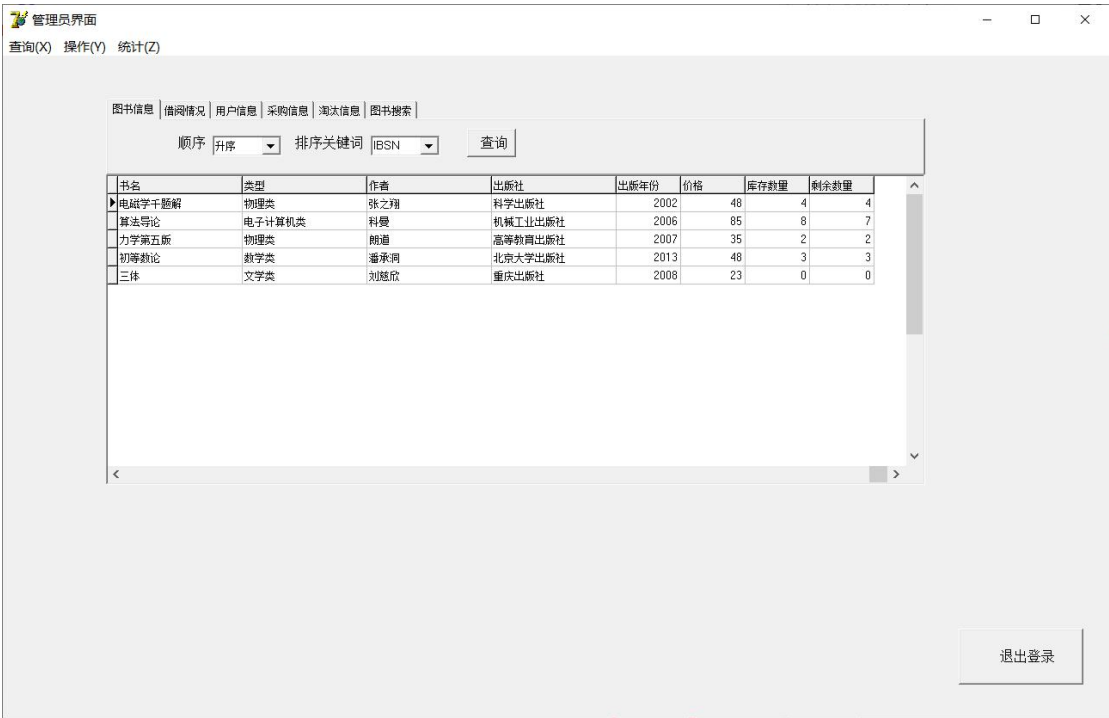 管理员界面
查询(X) 操作(Y) 统计(Z)
图书信息 借阅情况 用户信息 采购信息 淘汰信息 图书搜索
顺序 升序 排序关键词 IBSN 查询
书名 类型 作者 出版社 出版年份 价格 库存数量 剩余数量
电磁学千题解 物理类 张之翔 科学出版社 2002 48 4 4
算法导论 电子计算机类 科曼 机械工业出版社 2006 85 8 7
力学第五版 物理类 朗道 高等教育出版社 2007 35 2 2
初等数论 数学类 潘承洞 北京大学出版社 2013 48 3 3
三体 文学类 刘慈欣 重庆出版社 2008 23 0 0
退出登录